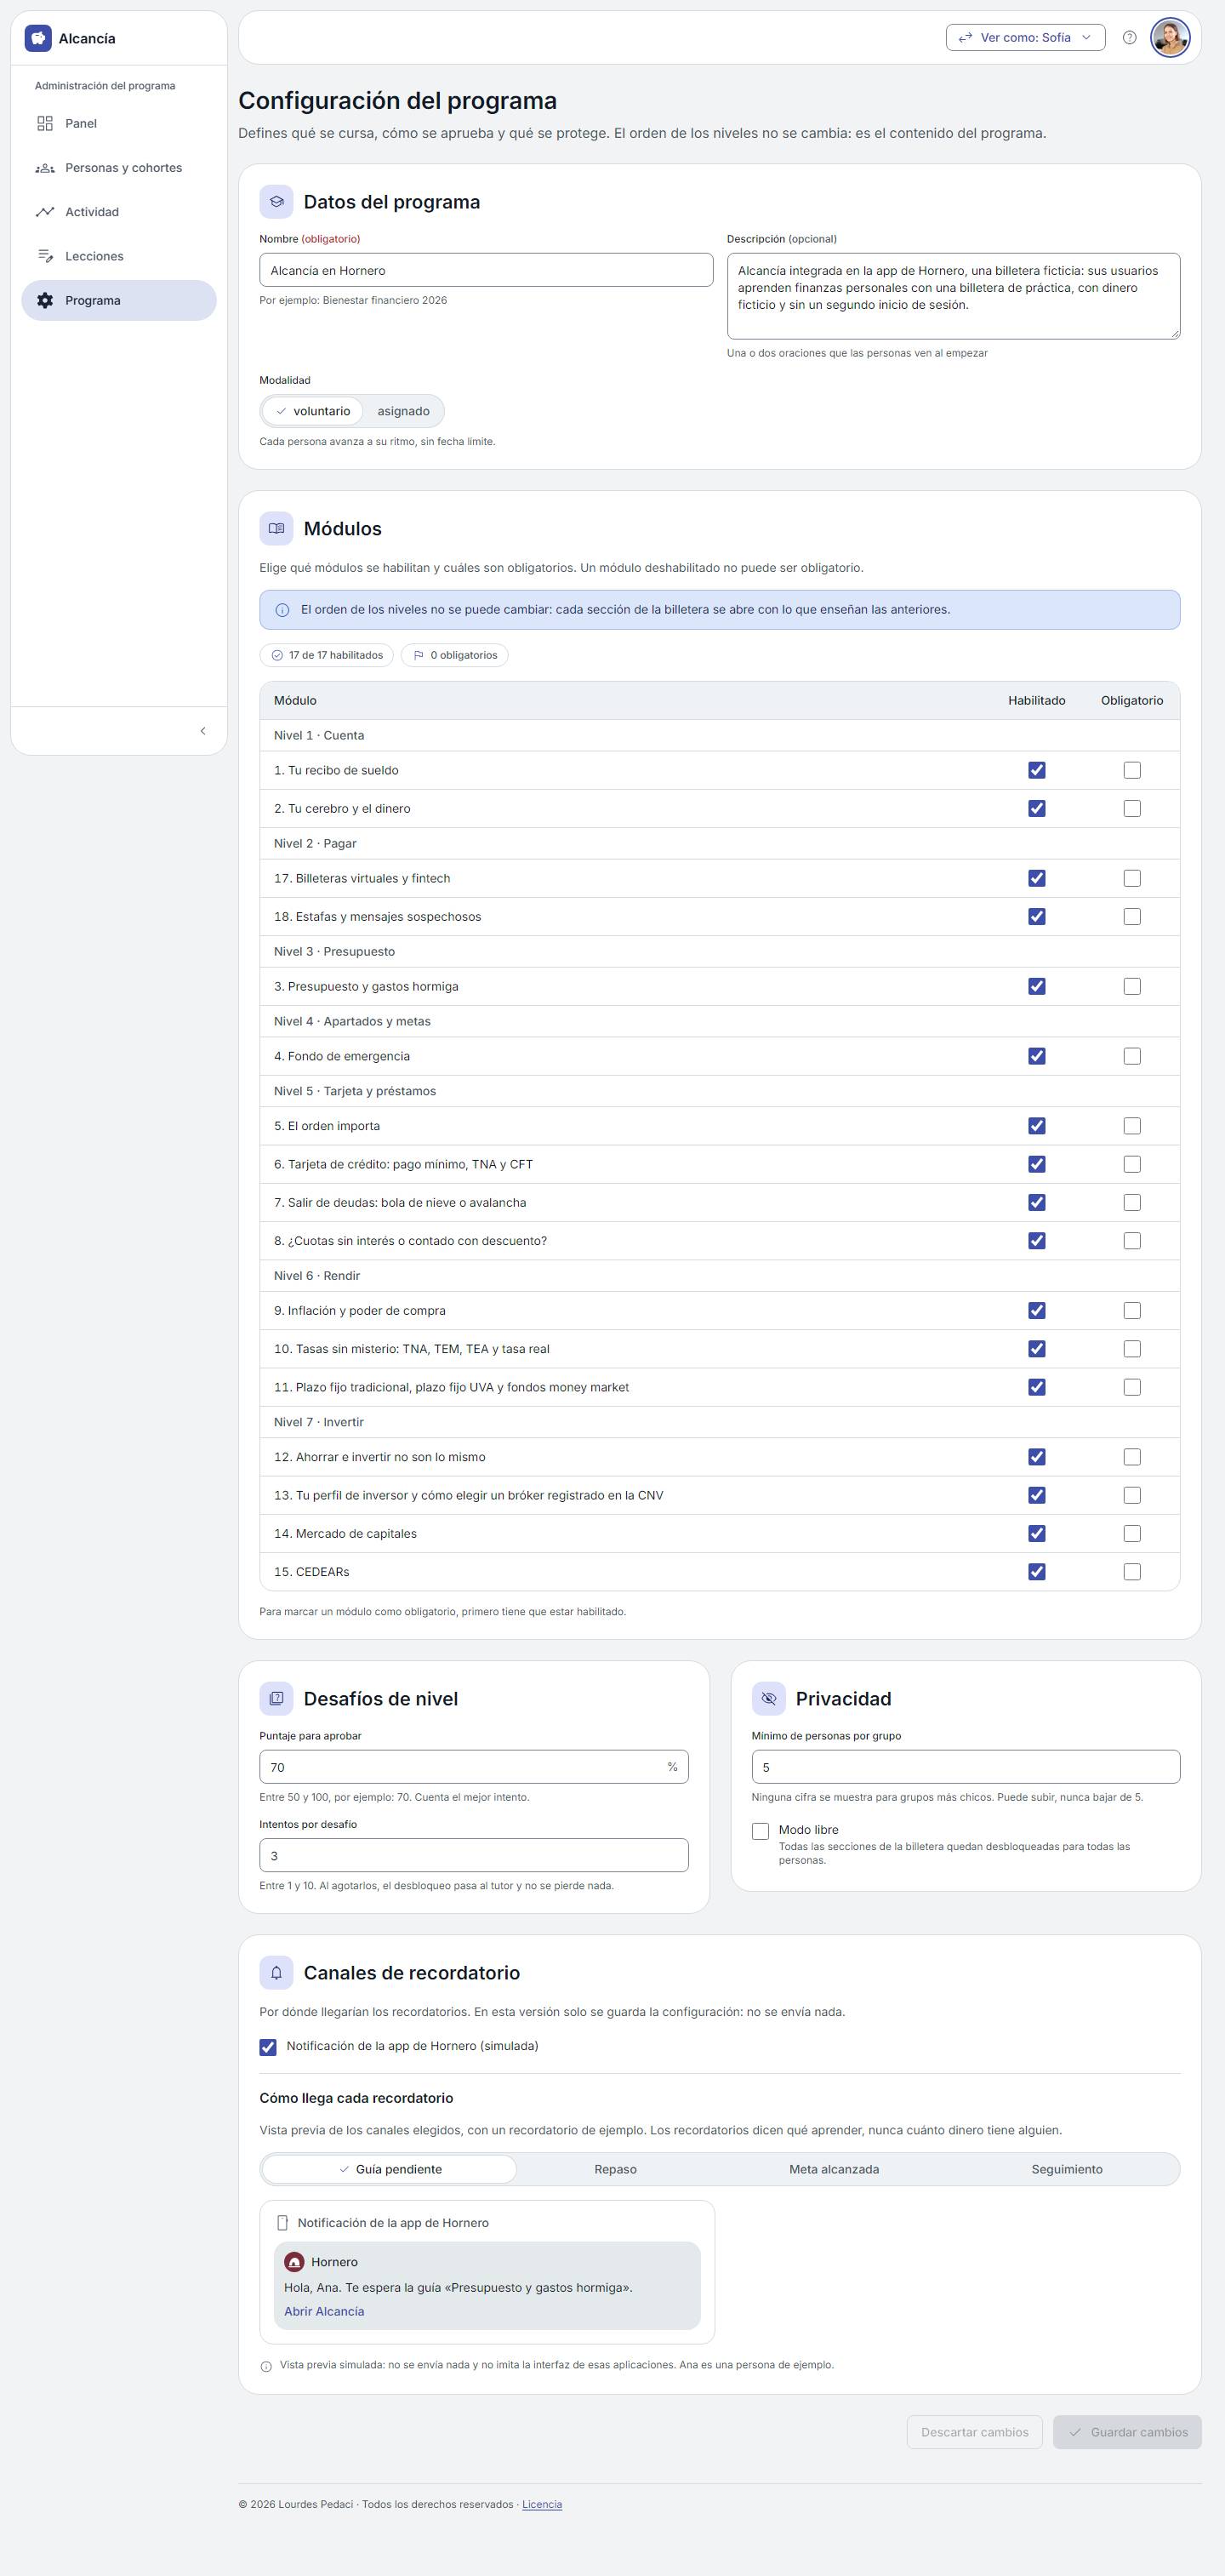 Alcancía
Ver como: Sofía
Administración del programa
Panel
Personas y cohortes
Actividad
Lecciones
Programa
Configuración del programa
Defines qué se cursa, cómo se aprueba y qué se protege. El orden de los niveles no se cambia: es el contenido del programa.
Datos del programa
Nombre (obligatorio)
Alcancía en Hornero
Por ejemplo: Bienestar financiero 2026
Descripción (opcional)
Alcancía integrada en la app de Hornero, una billetera ficticia: sus usuarios
aprenden finanzas personales con una billetera de práctica, con dinero
ficticio y sin un segundo inicio de sesión.
Una o dos oraciones que las personas ven al empezar
Modalidad
voluntario
asignado
Cada persona avanza a su ritmo, sin fecha límite.
Módulos
Elige qué módulos se habilitan y cuáles son obligatorios. Un módulo deshabilitado no puede ser obligatorio.
El orden de los niveles no se puede cambiar: cada sección de la billetera se abre con lo que enseñan las anteriores.
17 de 17 habilitados
0 obligatorios
Módulo Habilitado Obligatorio
Nivel 1 · Cuenta
1. Tu recibo de sueldo
2. Tu cerebro y el dinero
Nivel 2 · Pagar
17. Billeteras virtuales y fintech
18. Estafas y mensajes sospechosos
Nivel 3 · Presupuesto
3. Presupuesto y gastos hormiga
Nivel 4 · Apartados y metas
4. Fondo de emergencia
Nivel 5 · Tarjeta y préstamos
5. El orden importa
6. Tarjeta de crédito: pago mínimo, TNA y CFT
7. Salir de deudas: bola de nieve o avalancha
8. ¿Cuotas sin interés o contado con descuento?
Nivel 6 · Rendir
9. Inflación y poder de compra
10. Tasas sin misterio: TNA, TEM, TEA y tasa real
11. Plazo fijo tradicional, plazo fijo UVA y fondos money market
Nivel 7 · Invertir
12. Ahorrar e invertir no son lo mismo
13. Tu perfil de inversor y cómo elegir un bróker registrado en la CNV
14. Mercado de capitales
15. CEDEARs
Para marcar un módulo como obligatorio, primero tiene que estar habilitado.
Desafíos de nivel
Puntaje para aprobar
70 %
Entre 50 y 100, por ejemplo: 70. Cuenta el mejor intento.
Intentos por desafío
3
Entre 1 y 10. Al agotarlos, el desbloqueo pasa al tutor y no se pierde nada.
Privacidad
Mínimo de personas por grupo
5
Ninguna cifra se muestra para grupos más chicos. Puede subir, nunca bajar de 5.
Modo libre
Todas las secciones de la billetera quedan desbloqueadas para todas las
personas.
Canales de recordatorio
Por dónde llegarían los recordatorios. En esta versión solo se guarda la configuración: no se envía nada.
Notificación de la app de Hornero (simulada)
Cómo llega cada recordatorio
Vista previa de los canales elegidos, con un recordatorio de ejemplo. Los recordatorios dicen qué aprender, nunca cuánto dinero tiene alguien.
Guía pendiente
Repaso
Meta alcanzada
Seguimiento
Notificación de la app de Hornero
Hornero
Hola, Ana. Te espera la guía «Presupuesto y gastos hormiga».
Abrir Alcancía
Vista previa simulada: no se envía nada y no imita la interfaz de esas aplicaciones. Ana es una persona de ejemplo.
Descartar cambios
Guardar cambios
© 2026 Lourdes Pedaci · Todos los derechos reservados · Licencia